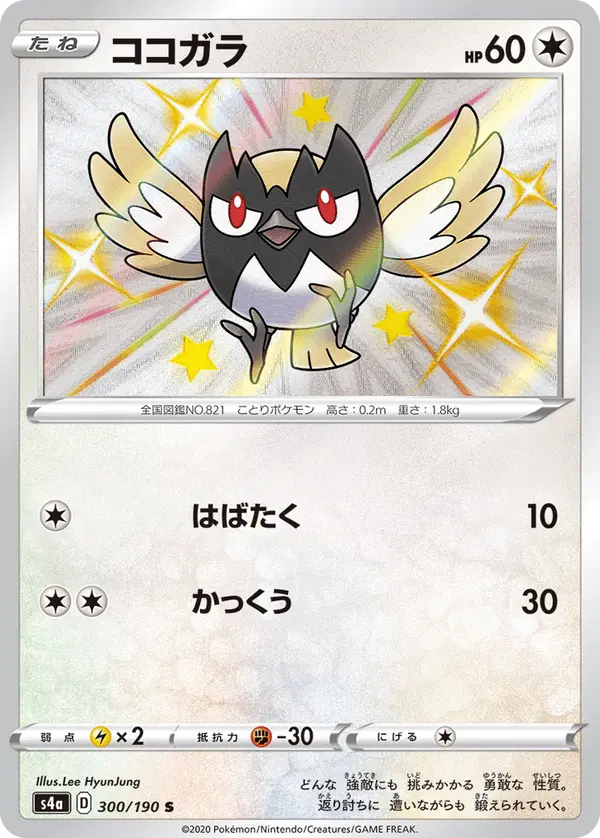 たね ココガラ HP60
全国図鑑NO.821 ことりポケモン 高さ:0.2m 重さ:1.8kg
はばたく 10
かっくう 30
弱点 ×2 抵抗力 -30 にげる
Illus.Lee HyunJung
s4a D 300/190 S
どんな 強敵にも 挑みかかる 勇敢な 性質。
返り討ちに 遭いながらも 鍛えられていく。
©2020 Pokémon/Nintendo/Creatures/GAME FREAK.